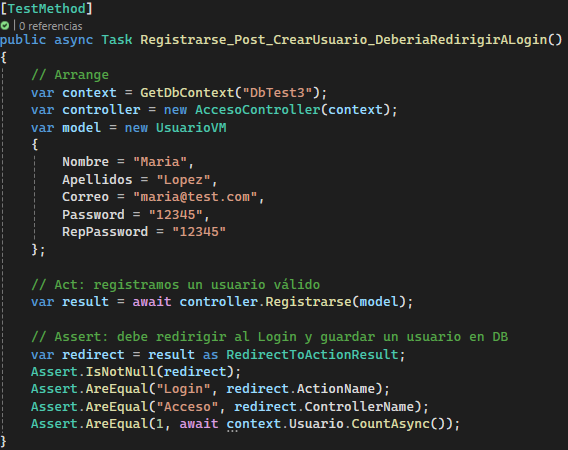 [TestMethod]
| 0 referencias
public async Task Registrarse_Post_CrearUsuario_DeberiaRedirigirALogin()
{
    // Arrange
    var context = GetDbContext("DbTest3");
    var controller = new AccesoController(context);
    var model = new UsuarioVM
    {
        Nombre = "Maria",
        Apellidos = "Lopez",
        Correo = "maria@test.com",
        Password = "12345",
        RepPassword = "12345"
    };

    // Act: registramos un usuario válido
    var result = await controller.Registrarse(model);

    // Assert: debe redirigir al Login y guardar un usuario en DB
    var redirect = result as RedirectToActionResult;
    Assert.IsNotNull(redirect);
    Assert.AreEqual("Login", redirect.ActionName);
    Assert.AreEqual("Acceso", redirect.ControllerName);
    Assert.AreEqual(1, await context.Usuario.CountAsync());
}